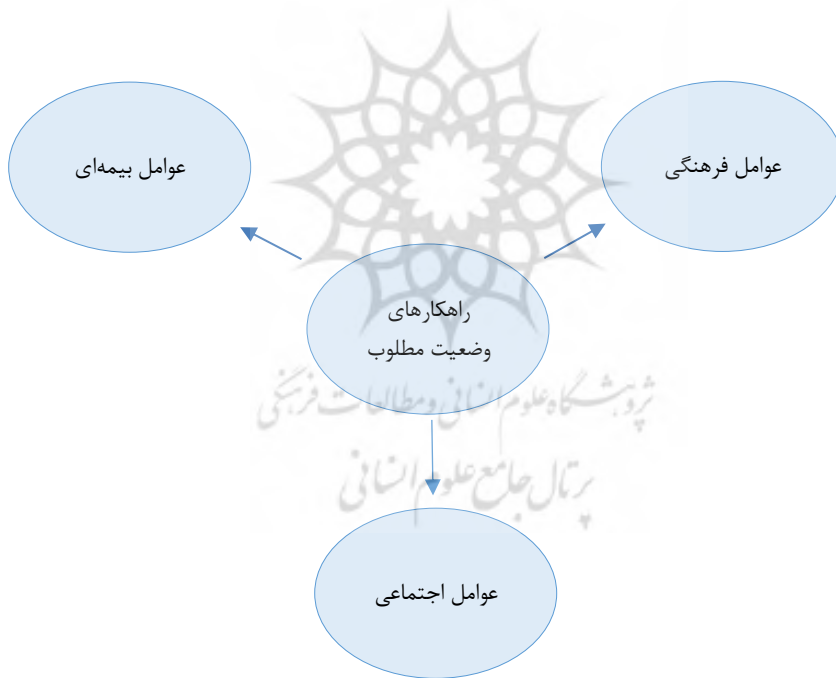 عوامل فرهنگی
عوامل بیمه‌ای
راهکارهای
وضعیت مطلوب
پژوهشگاه علوم انسانی و مطالعات فرهنگی
پرتال جامع علوم انسانی
عوامل اجتماعی